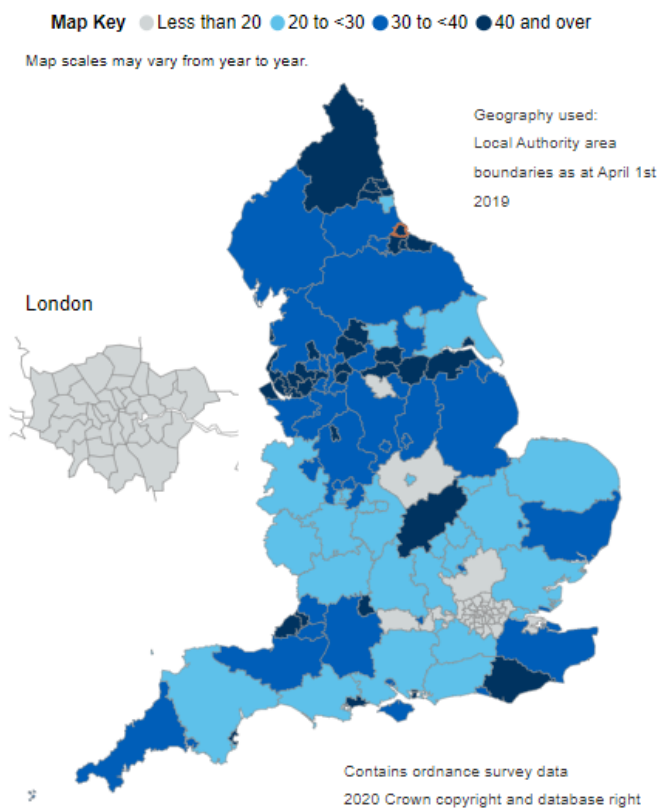 Map Key Less than 20 20 to <30 30 to <40 40 and over
Map scales may vary from year to year.
Geography used:
Local Authority area
boundaries as at April 1st
2019
London
Contains ordnance survey data
2020 Crown copyright and database right